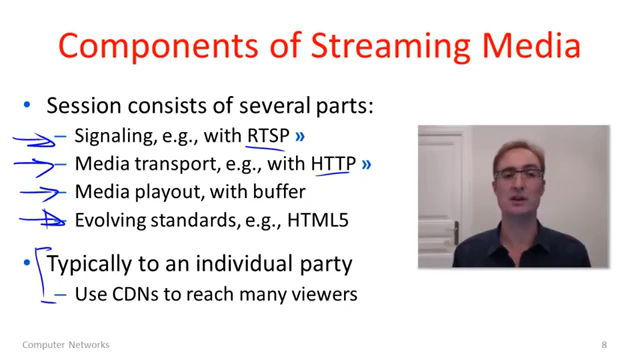 Components of Streaming Media
• Session consists of several parts:
– Signaling, e.g., with RTSP »
– Media transport, e.g., with HTTP »
– Media playout, with buffer
– Evolving standards, e.g., HTML5
• Typically to an individual party
– Use CDNs to reach many viewers
Computer Networks
8